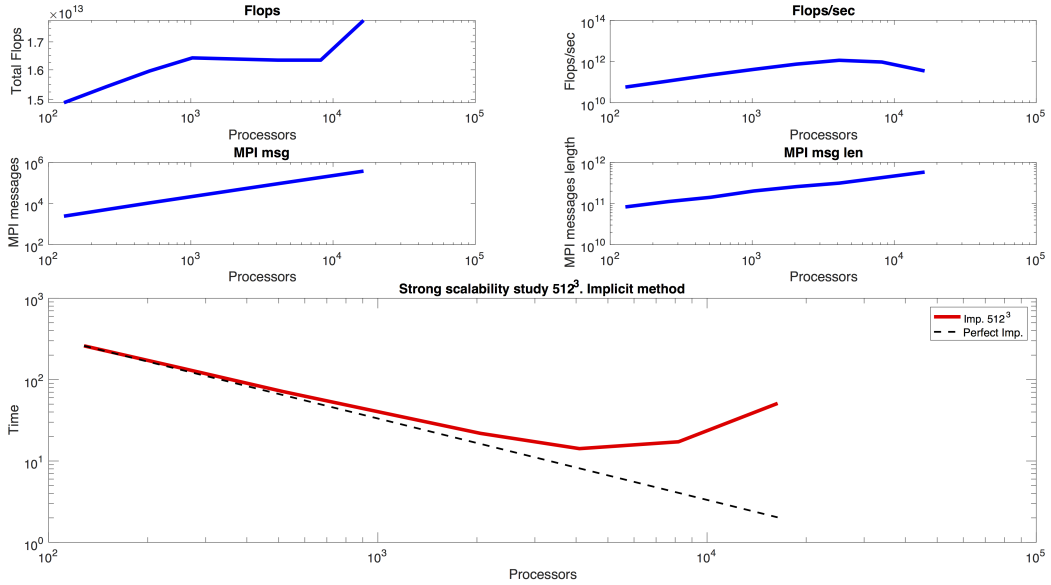 Flops
×10^13
1.7
1.6
1.5
Total Flops
10^2
10^3
10^4
10^5
Processors
Flops/sec
10^14
10^12
10^10
Flops/sec
10^2
10^3
10^4
10^5
Processors
MPI msg
10^6
10^4
10^2
MPI messages
10^2
10^3
10^4
10^5
Processors
MPI msg len
10^12
10^11
10^10
MPI messages length
10^2
10^3
10^4
10^5
Processors
Strong scalability study 512^3. Implicit method
10^3
10^2
10^1
10^0
Time
Imp. 512^3
Perfect Imp.
10^2
10^3
10^4
10^5
Processors